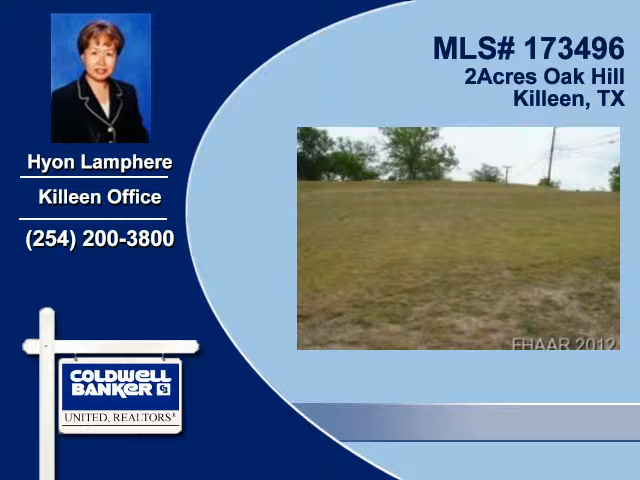 MLS# 173496
2Acres Oak Hill
Killeen, TX
Hyon Lamphere
Killeen Office
(254) 200-3800
COLDWELL
BANKER CB
UNITED, REALTORS®
FHAAR 2012